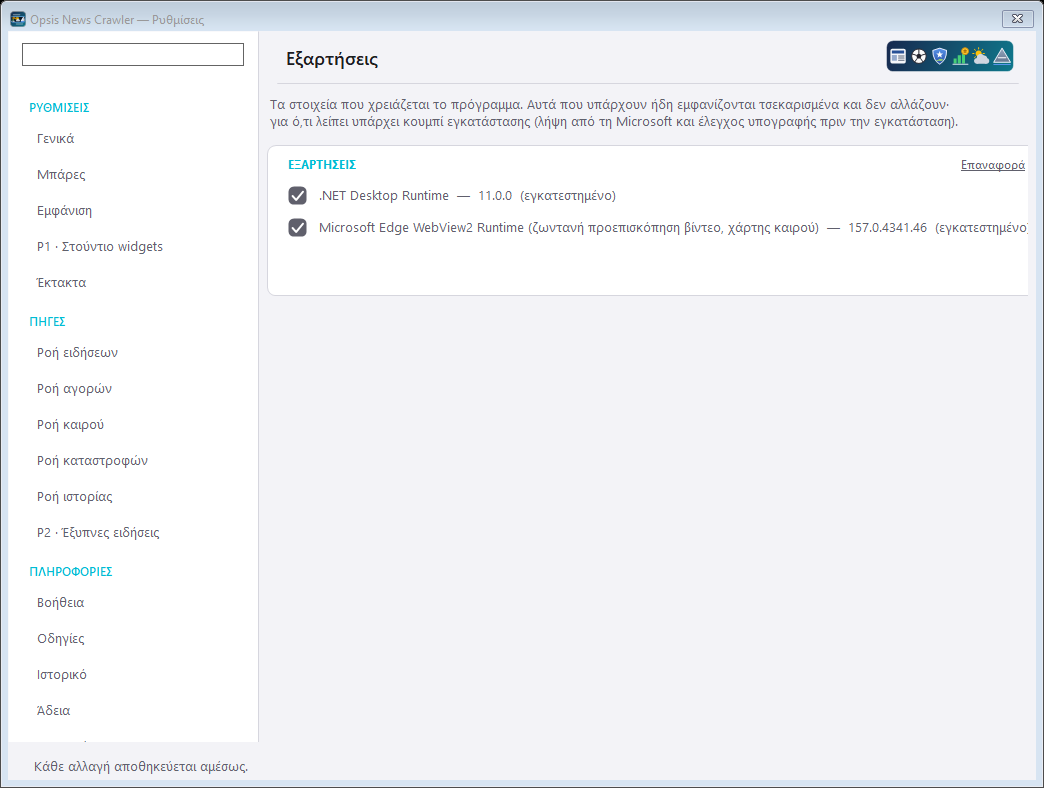 Opsis News Crawler — Ρυθμίσεις
ΡΥΘΜΙΣΕΙΣ
Γενικά
Μπάρες
Εμφάνιση
P1 · Στούντιο widgets
Έκτακτα
ΠΗΓΕΣ
Ροή ειδήσεων
Ροή αγορών
Ροή καιρού
Ροή καταστροφών
Ροή ιστορίας
P2 · Έξυπνες ειδήσεις
ΠΛΗΡΟΦΟΡΙΕΣ
Βοήθεια
Οδηγίες
Ιστορικό
Άδεια
Εξαρτήσεις
Τα στοιχεία που χρειάζεται το πρόγραμμα. Αυτά που υπάρχουν ήδη εμφανίζονται τσεκαρισμένα και δεν αλλάζουν·
για ό,τι λείπει υπάρχει κουμπί εγκατάστασης (λήψη από τη Microsoft και έλεγχος υπογραφής πριν την εγκατάσταση).
ΕΞΑΡΤΗΣΕΙΣ
Επαναφορά
.NET Desktop Runtime — 11.0.0 (εγκατεστημένο)
Microsoft Edge WebView2 Runtime (ζωντανή προεπισκόπηση βίντεο, χάρτης καιρού) — 157.0.4341.46 (εγκατεστημένο)
Κάθε αλλαγή αποθηκεύεται αμέσως.